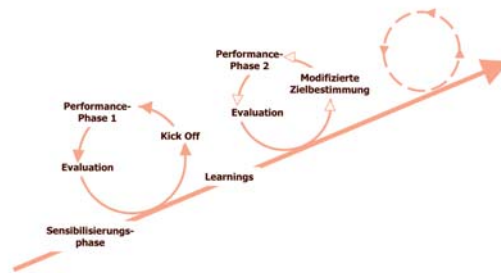 Performance-
Phase 2
Modifizierte
Zielbestimmung
Evaluation
Performance-
Phase 1
Kick Off
Evaluation
Learnings
Sensibilisierungs-
phase